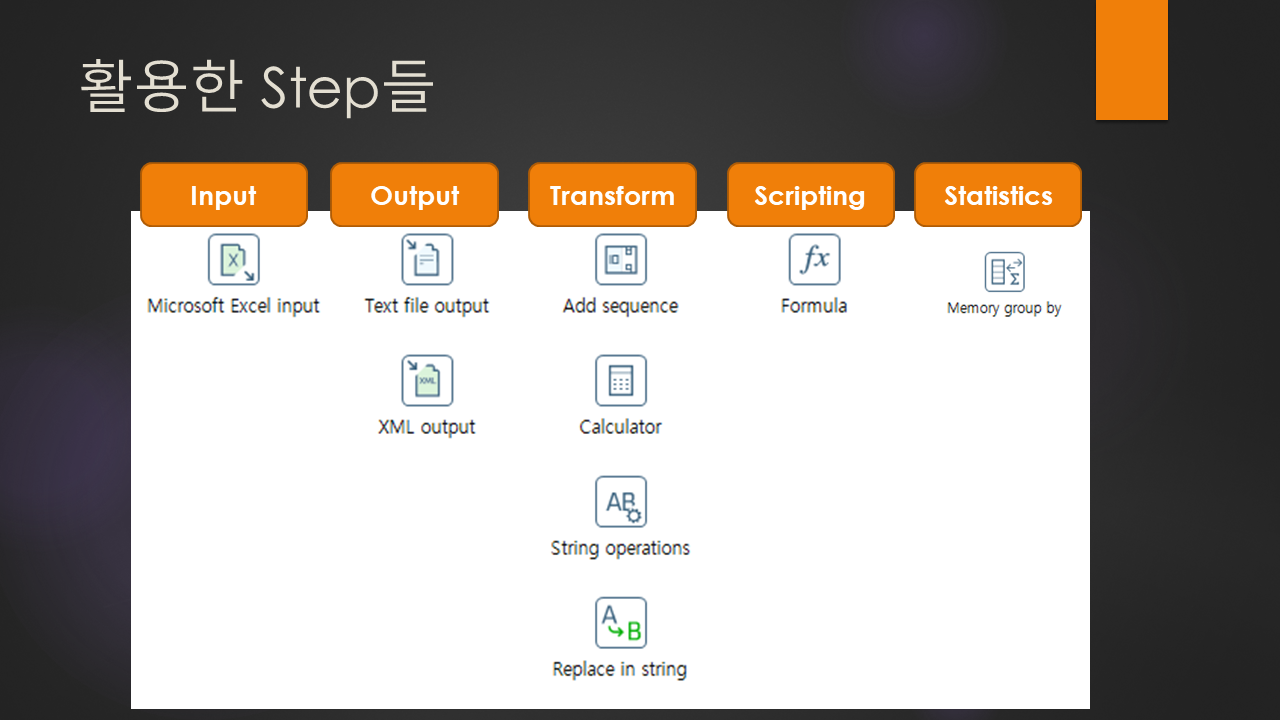 활용한 Step들
Input Output Transform Scripting Statistics
Microsoft Excel input Text file output Add sequence Formula Memory group by
XML output Calculator
String operations
Replace in string